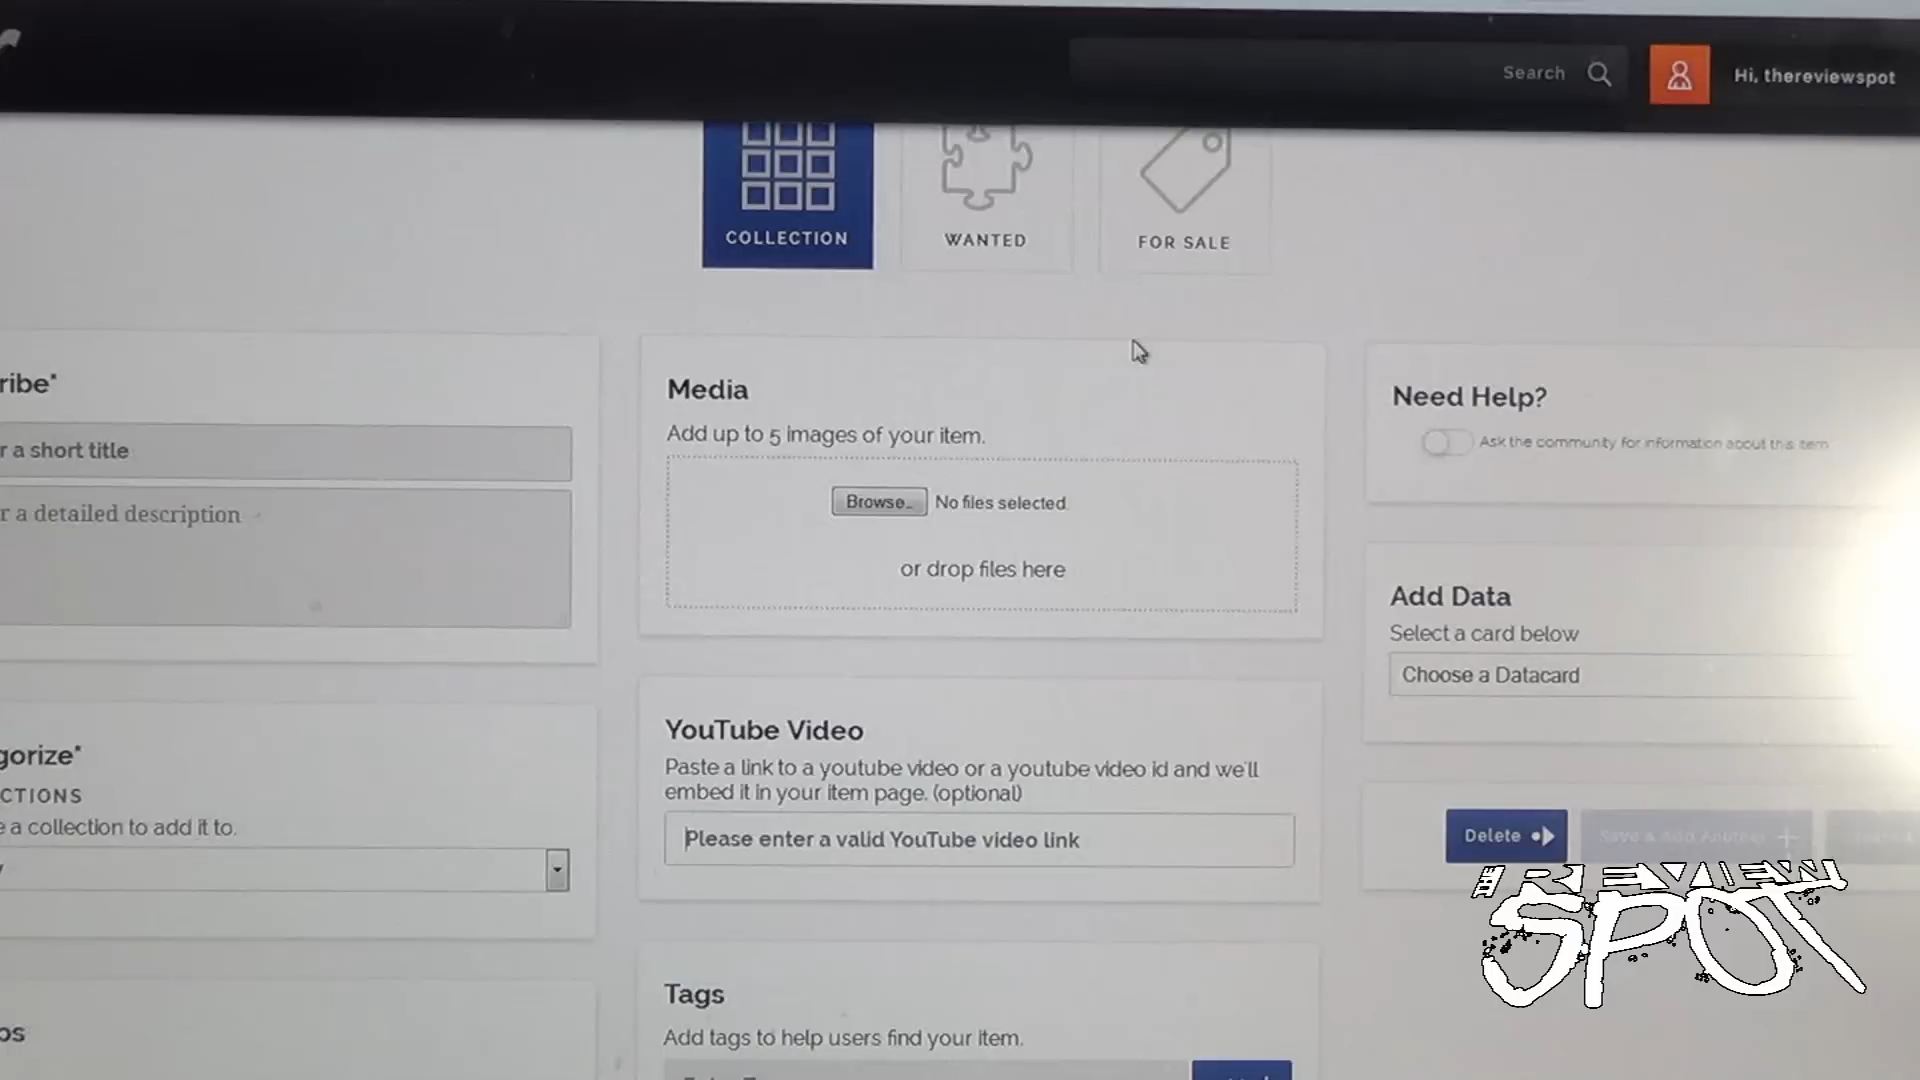 Search
Hi, thereviewspot
COLLECTION
WANTED
FOR SALE
ribe*
r a short title
r a detailed description
Media
Add up to 5 images of your item.
Browse..
No files selected.
or drop files here
Need Help?
Ask the community for information about this item
Add Data
Select a card below
Choose a Datacard
gorize*
CTIONS
e a collection to add it to.
YouTube Video
Paste a link to a youtube video or a youtube video id and we'll
embed it in your item page. (optional)
Please enter a valid YouTube video link
Delete
Save & Add Another
THE REVIEW
SPOT
Tags
Add tags to help users find your item.